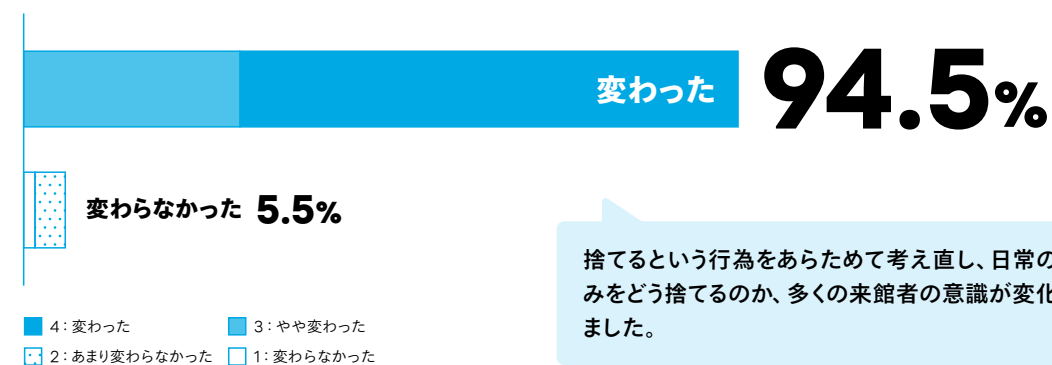 変わった 94.5%
変わらなかった 5.5%
捨てるという行為をあらためて考え直し、日常の
みをどう捨てるのか、多くの来館者の意識が変化
ました。
4：変わった 3：やや変わった
2：あまり変わらなかった 1：変わらなかった